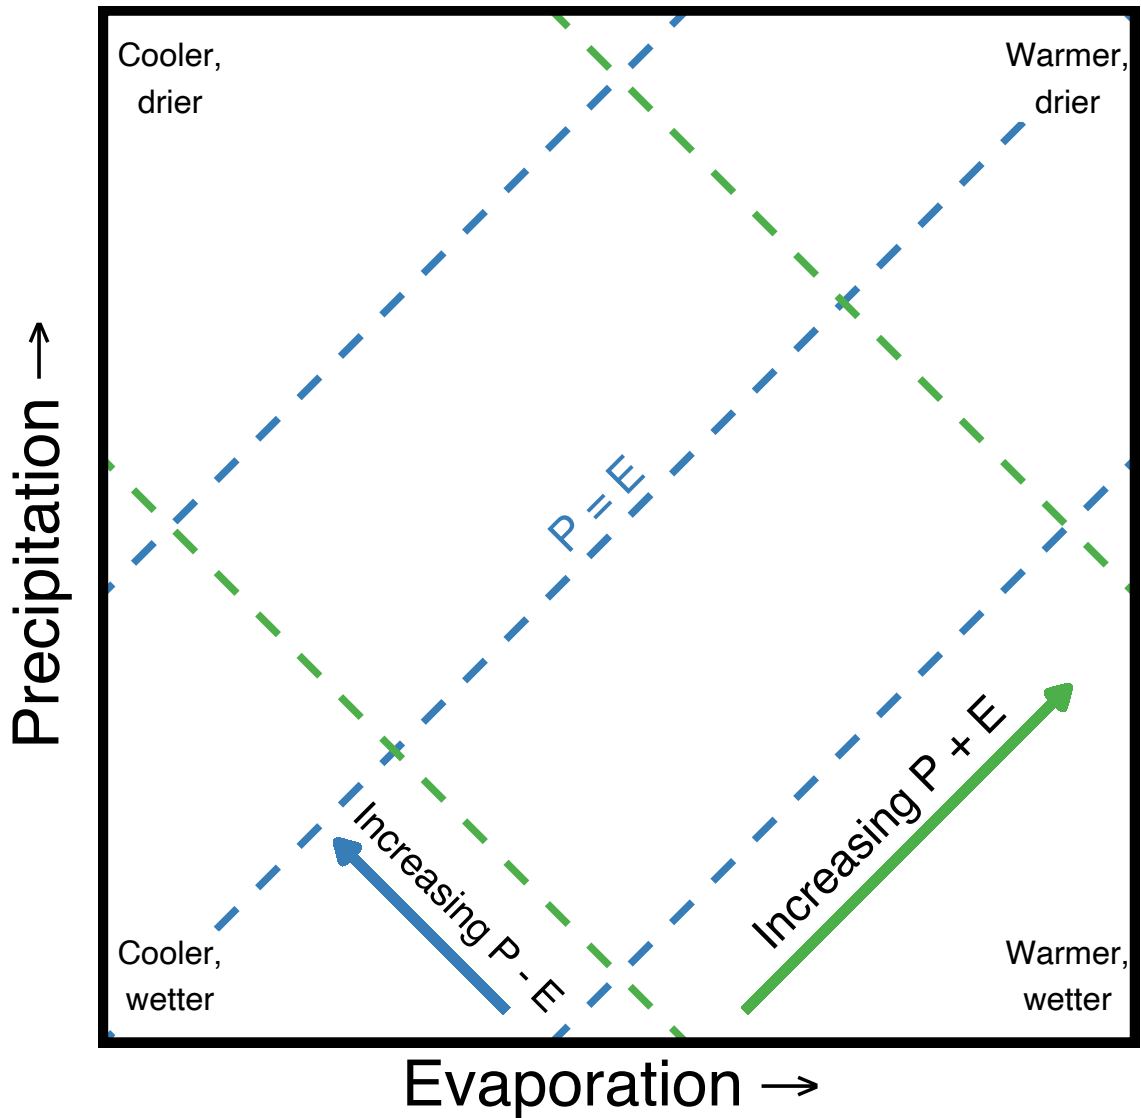 Cooler,
drier
Warmer,
drier
Precipitation →
P = E
Increasing P - E
Increasing P + E
Cooler,
wetter
Warmer,
wetter
Evaporation →